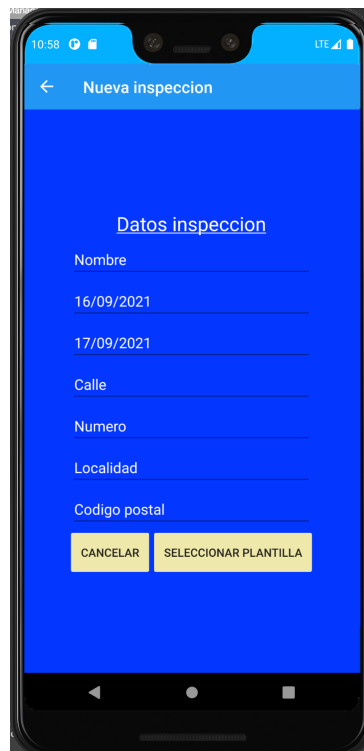 10:58
LTE
Nueva inspeccion
Datos inspeccion
Nombre
16/09/2021
17/09/2021
Calle
Numero
Localidad
Codigo postal
CANCELAR SELECCIONAR PLANTILLA